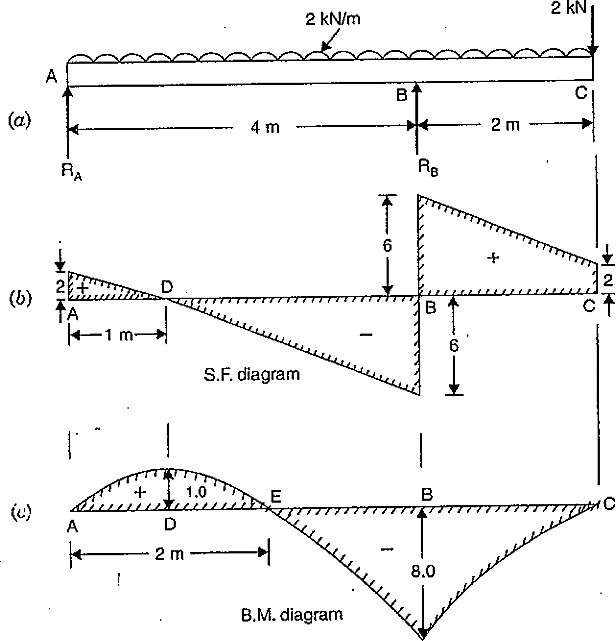 2 kN
2 kN/m
A B C
(a) 4 m 2 m
R_A R_B
6
2 + D + 2
(b) A B C
1 m − 6
S.F. diagram
+ 1.0 E B C
(c) A D
2 m − 8.0
B.M. diagram